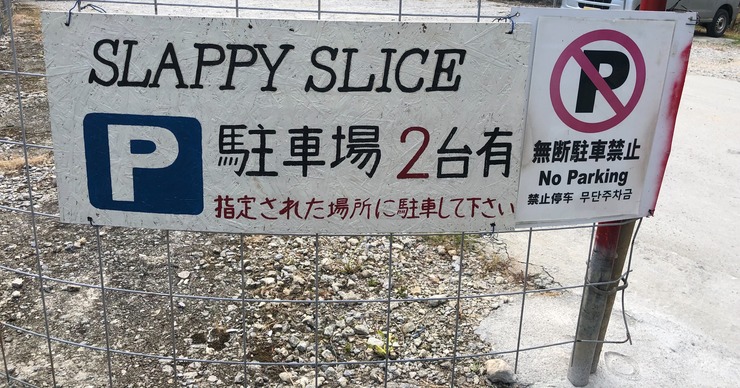 SLAPPY SLICE
P 駐車場 2台有
指定された場所に駐車して下さい
P
無断駐車禁止
No Parking
禁止停车 무단주차금